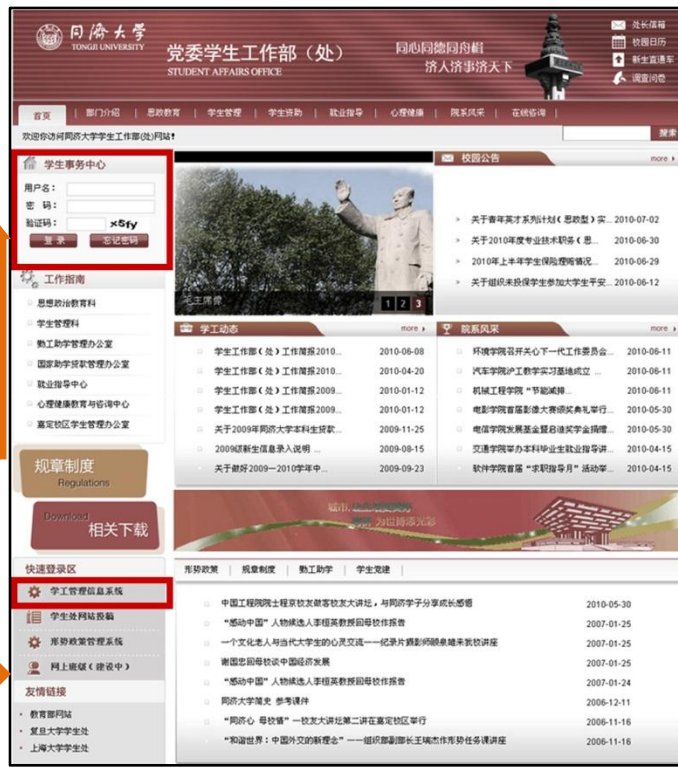 同济大学
TONGJI UNIVERSITY
党委学生工作部（处）
STUDENT AFFAIRS OFFICE
同心同德同舟楫
济人济事济天下
处长信箱
校园日历
新生直通车
调查问卷
首页 | 部门介绍 | 思政教育 | 学生管理 | 学生资助 | 就业指导 | 心理健康 | 院系风采 | 在线咨询 |
欢迎你访问同济大学学生工作部(处)网站!
搜索
学生事务中心
用户名：
密 码：
验证码： x5fy
登 录 忘记密码
工作指南
思想政治教育科
学生管理科
勤工助学管理办公室
国家助学贷款管理办公室
就业指导中心
心理健康教育与咨询中心
嘉定校区学生管理办公室
规章制度
Regulations
Download
相关下载
快速登录区
学工管理信息系统
学生处网站投稿
形势政策管理系统
网上班级（建设中）
友情链接
教育部网站
复旦大学学生处
上海大学学生处
毛主席像
1 2 3
校园公告 more
关于青年英才系列计划（思政型）实... 2010-07-02
关于2010年度专业技术职务（思... 2010-06-30
2010年上半年学生保险理赔情况... 2010-06-29
关于组织未投保学生参加大学生平安... 2010-06-12
学工动态 more
学生工作部（处）工作简报2010... 2010-06-08
学生工作部（处）工作简报2010... 2010-04-20
学生工作部（处）工作简报2009... 2010-01-12
学生工作部（处）工作简报2009... 2010-01-12
关于2009年同济大学本科生贷款... 2009-11-25
2009级新生信息录入说明 ... 2009-08-15
关于做好2009—2010学年中... 2009-09-23
院系风采 more
环境学院召开关心下一代工作委员会... 2010-06-11
汽车学院沪工教学实习基地成立 ... 2010-06-11
机械工程学院“节能减排... 2010-06-11
电影学院首届影像大赛颁奖典礼举行... 2010-05-30
电信学院发展基金暨启迪奖学金捐赠... 2010-05-30
交通学院举办本科毕业生就业指导讲... 2010-04-15
软件学院首届“求职指导月”活动举... 2010-04-15
形势政策 | 规章制度 | 勤工助学 | 学生党建 |
中国工程院院士程京校友做客校友大讲坛，与同济学子分享成长感悟 2010-05-30
“感动中国”人物候选人李桓英教授回母校作报告 2007-01-25
一个文化老人与当代大学生的心灵交流——纪录片摄影师 2007-01-25
谢国忠回母校谈中国经济发展 2007-01-25
“感动中国”人物候选人李桓英教授回母校作报告 2007-01-24
同济大学简史 参考课件 2006-12-11
“同济心 母校情”—校友大讲坛第二讲在嘉定校区举行 2006-11-16
“和谐世界：中国外交的新理念”——组织部副部长王瑞杰作形势任务课讲座 2006-11-16